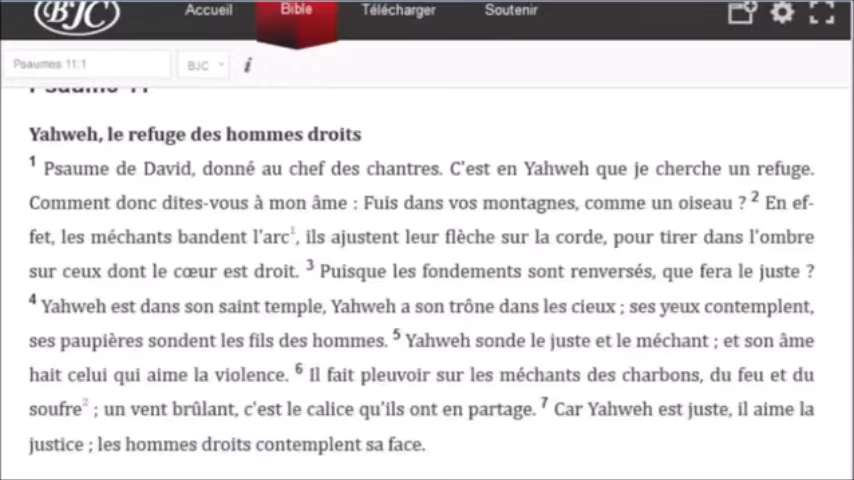 BJC
Accueil
Bible
Télécharger
Soutenir
Psaumes 11:1
BJC
i
Psaume 11
Yahweh, le refuge des hommes droits
1 Psaume de David, donné au chef des chantres. C'est en Yahweh que je cherche un refuge.
Comment donc dites-vous à mon âme : Fuis dans vos montagnes, comme un oiseau ? 2 En ef-
fet, les méchants bandent l'arc1, ils ajustent leur flèche sur la corde, pour tirer dans l'ombre
sur ceux dont le cœur est droit. 3 Puisque les fondements sont renversés, que fera le juste ?
4 Yahweh est dans son saint temple, Yahweh a son trône dans les cieux ; ses yeux contemplent,
ses paupières sondent les fils des hommes. 5 Yahweh sonde le juste et le méchant ; et son âme
hait celui qui aime la violence. 6 Il fait pleuvoir sur les méchants des charbons, du feu et du
soufre2 ; un vent brûlant, c'est le calice qu'ils ont en partage. 7 Car Yahweh est juste, il aime la
justice ; les hommes droits contemplent sa face.